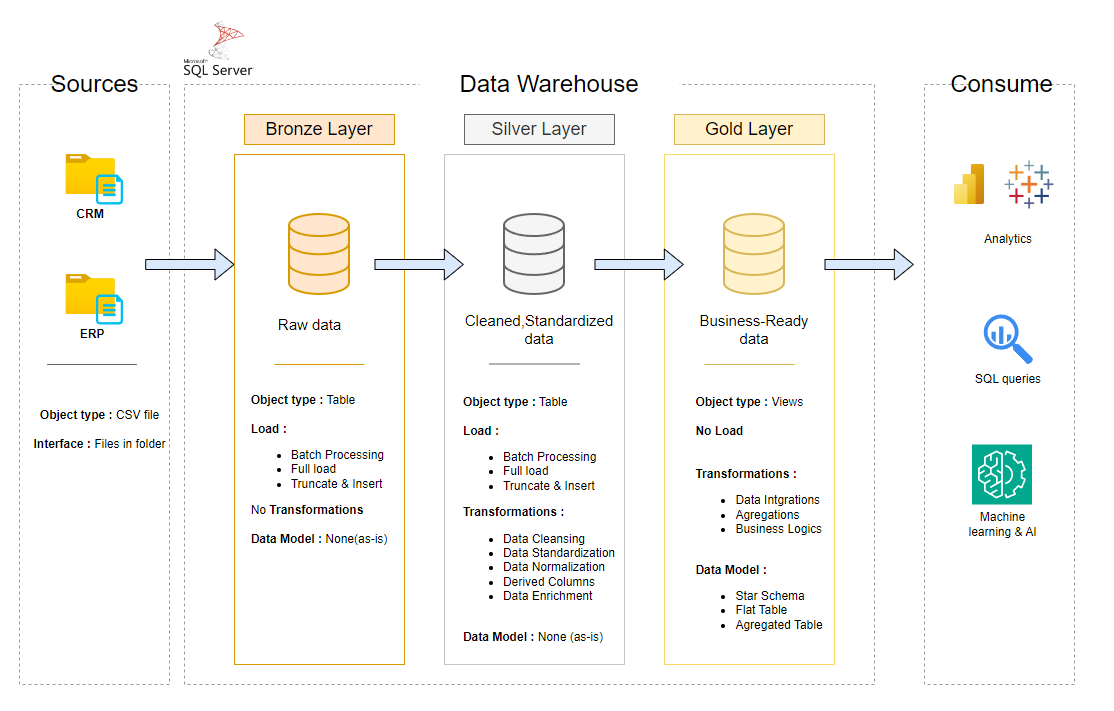 Microsoft
SQL Server
Sources
CRM
ERP
Object type : CSV file
Interface : Files in folder
Data Warehouse
Bronze Layer
Raw data
Object type : Table
Load :
Batch Processing
Full load
Truncate & Insert
No Transformations
Data Model : None(as-is)
Silver Layer
Cleaned,Standardized
data
Object type : Table
Load :
Batch Processing
Full load
Truncate & Insert
Transformations :
Data Cleansing
Data Standardization
Data Normalization
Derived Columns
Data Enrichment
Data Model : None (as-is)
Gold Layer
Business-Ready
data
Object type : Views
No Load
Transformations :
Data Intgrations
Agregations
Business Logics
Data Model :
Star Schema
Flat Table
Agregated Table
Consume
Analytics
SQL queries
Machine
learning & AI